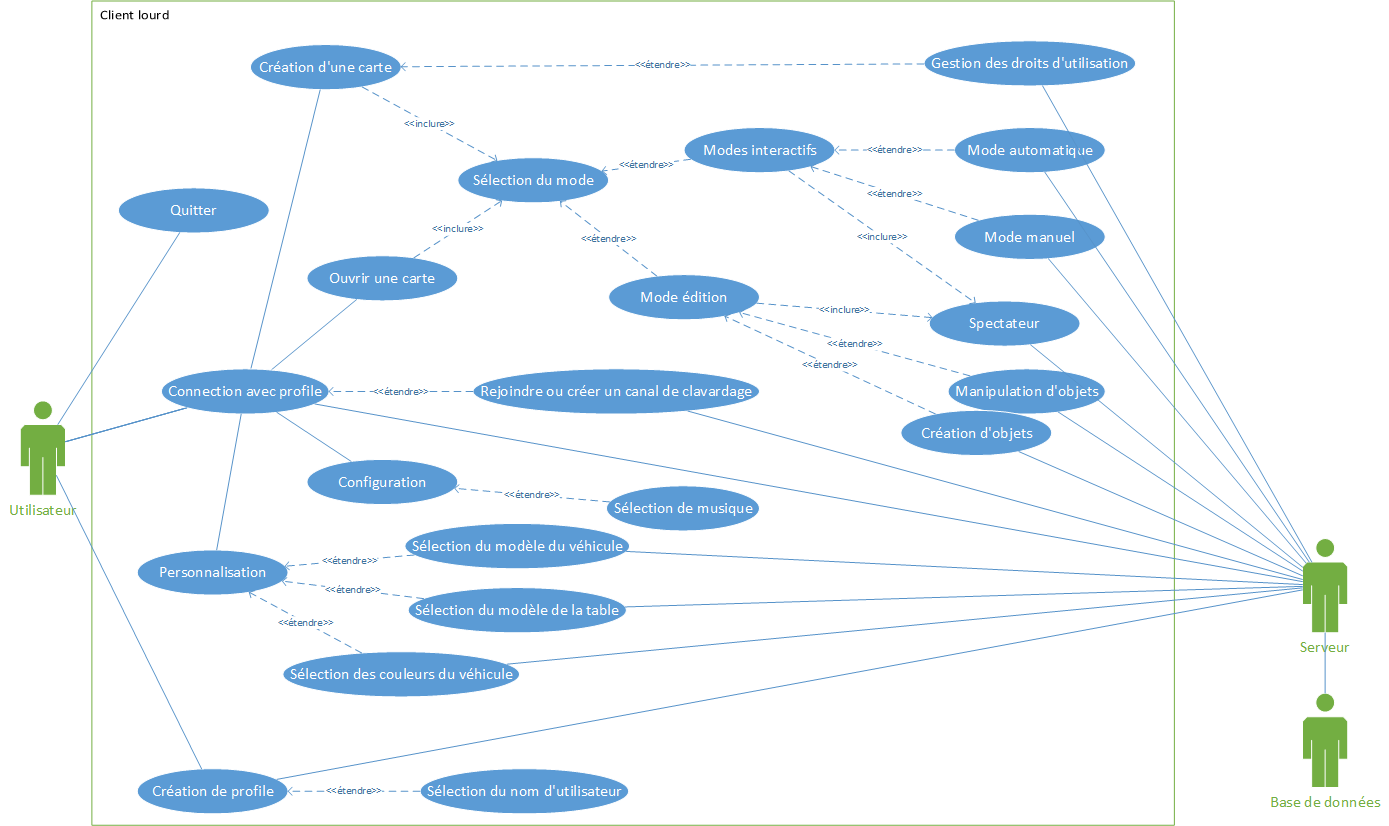 Client lourd
Création d'une carte
<<étendre>>
Gestion des droits d'utilisation
<<inclure>>
Modes interactifs
<<étendre>>
Mode automatique
<<étendre>>
Sélection du mode
<<étendre>>
Quitter
<<inclure>>
<<étendre>>
<<inclure>>
Mode manuel
Ouvrir une carte
Mode édition
<<inclure>>
Spectateur
<<étendre>>
<<étendre>>
Connection avec profile
<<étendre>>
Rejoindre ou créer un canal de clavardage
Manipulation d'objets
Création d'objets
Configuration
<<étendre>>
Sélection de musique
Utilisateur
Sélection du modèle du véhicule
<<étendre>>
Personnalisation
<<étendre>>
Sélection du modèle de la table
<<étendre>>
Serveur
Sélection des couleurs du véhicule
Création de profile
<<étendre>>
Sélection du nom d'utilisateur
Base de données